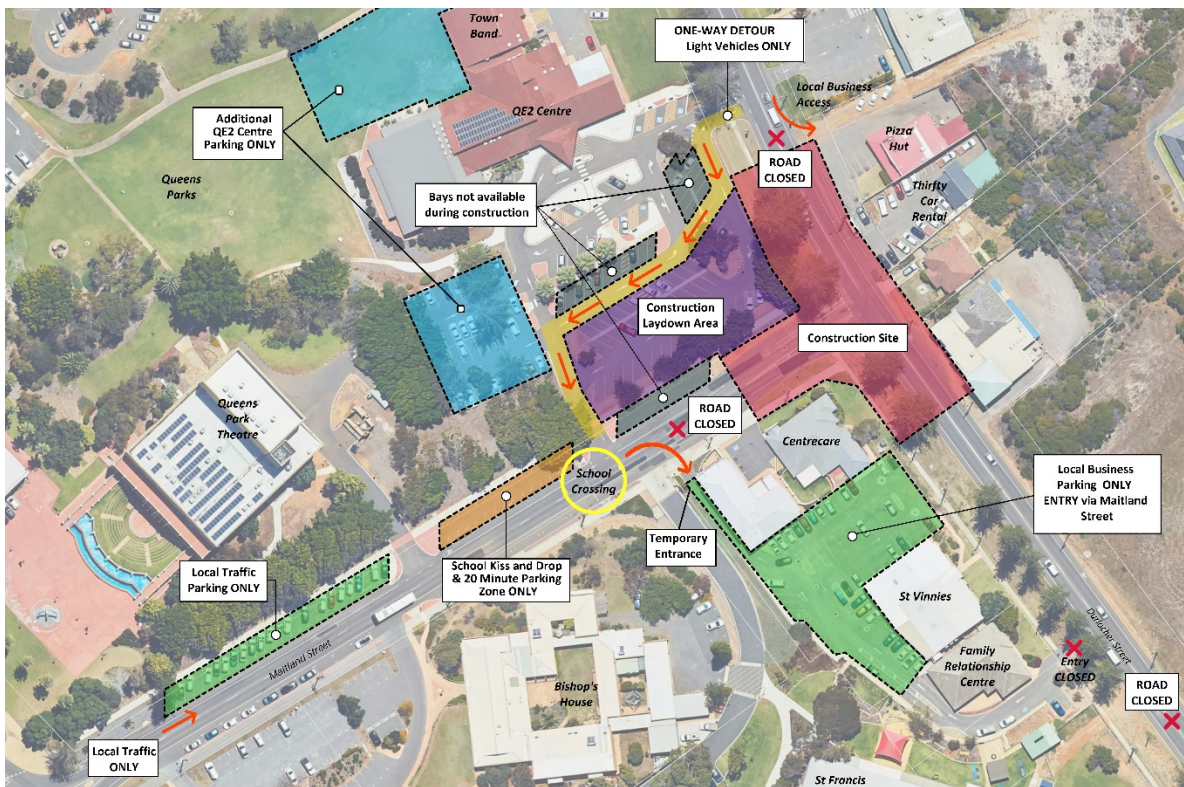 Town
Band
ONE-WAY DETOUR
Light Vehicles ONLY
Local Business
Access
Additional
QE2 Centre
Parking ONLY
QE2 Centre
Pizza
Hut
ROAD
CLOSED
Queens
Parks
Bays not available
during construction
Thirfty
Car
Rental
Construction
Laydown Area
Construction Site
Queens
Park
Theatre
ROAD
CLOSED
Centrecare
School
Crossing
Local Business
Parking ONLY
ENTRY via Maitland
Street
Temporary
Entrance
School Kiss and Drop
& 20 Minute Parking
Zone ONLY
Local Traffic
Parking ONLY
St Vinnies
Maitland Street
Durlacher Street
Family
Relationship
Centre
Entry
CLOSED
Bishop's
House
ROAD
CLOSED
Local Traffic
ONLY
St Francis